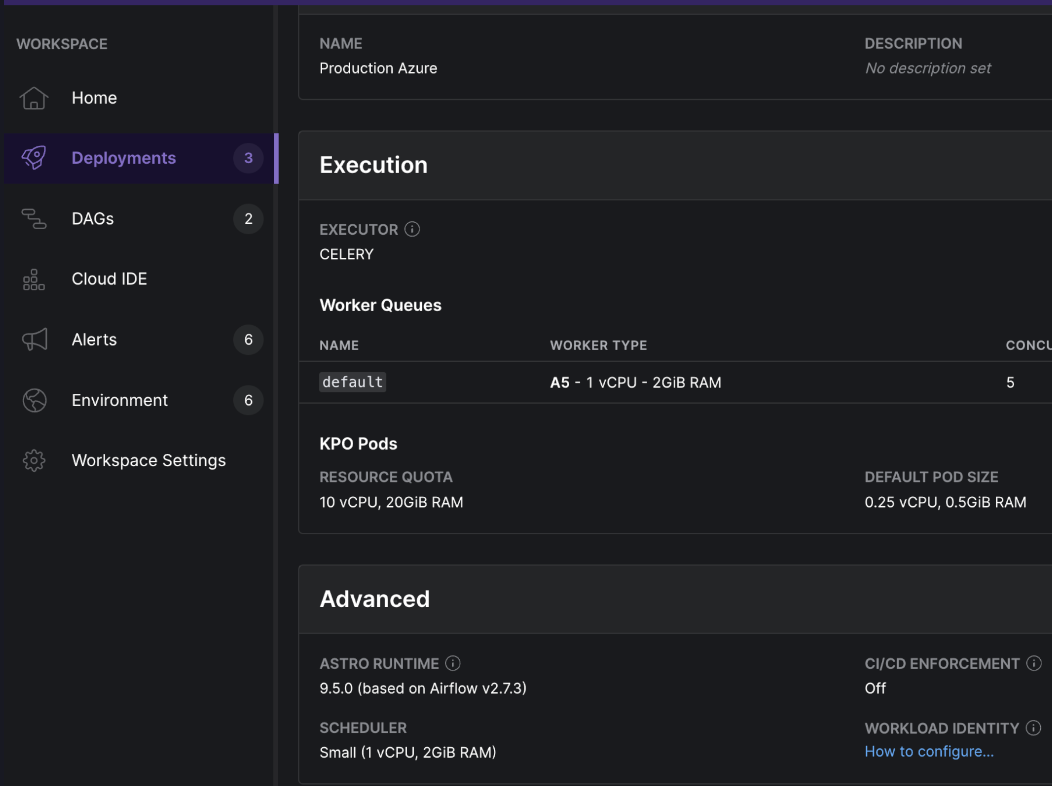 WORKSPACE
Home
Deployments 3
DAGs 2
Cloud IDE
Alerts 6
Environment 6
Workspace Settings
NAME DESCRIPTION
Production Azure No description set
Execution
EXECUTOR
CELERY
Worker Queues
NAME WORKER TYPE CONCU
default A5 - 1 vCPU - 2GiB RAM 5
KPO Pods
RESOURCE QUOTA DEFAULT POD SIZE
10 vCPU, 20GiB RAM 0.25 vCPU, 0.5GiB RAM
Advanced
ASTRO RUNTIME CI/CD ENFORCEMENT
9.5.0 (based on Airflow v2.7.3) Off
SCHEDULER WORKLOAD IDENTITY
Small (1 vCPU, 2GiB RAM) How to configure...